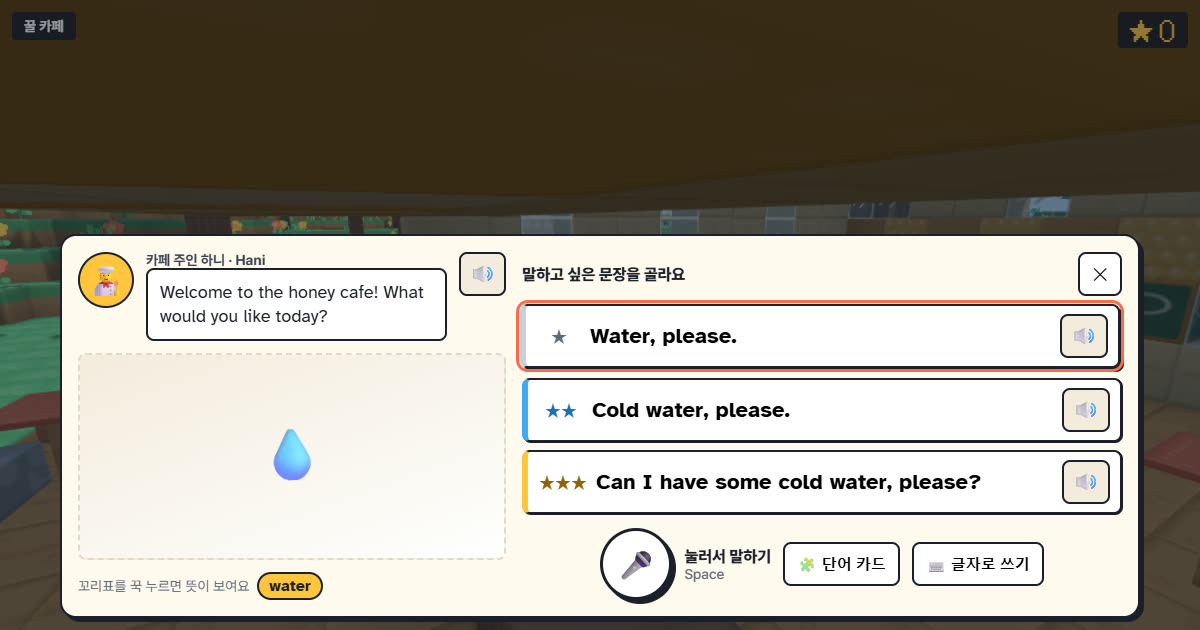 꿀 카페
★ 0
카페 주인 하니 · Hani
Welcome to the honey cafe! What
would you like today?
꼬리표를 꾹 누르면 뜻이 보여요
water
말하고 싶은 문장을 골라요
★ Water, please.
★★ Cold water, please.
★★★ Can I have some cold water, please?
눌러서 말하기
Space
단어 카드
글자로 쓰기